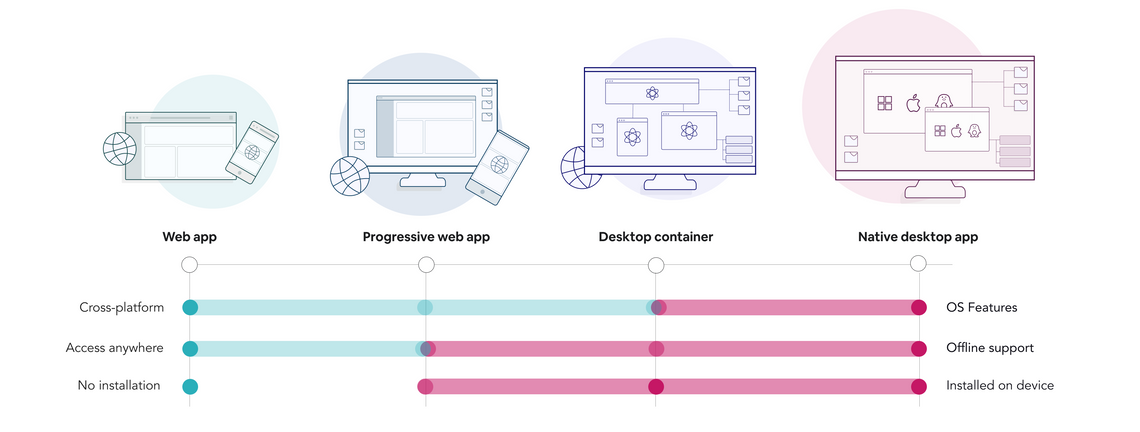 Web app
Progressive web app
Desktop container
Native desktop app
Cross-platform
OS Features
Access anywhere
Offline support
No installation
Installed on device